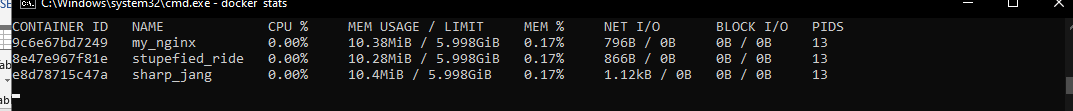 C:\Windows\system32\cmd.exe - docker stats
CONTAINER ID NAME CPU % MEM USAGE / LIMIT MEM % NET I/O BLOCK I/O PIDS
9c6e67bd7249 my_nginx 0.00% 10.38MiB / 5.998GiB 0.17% 796B / 0B 0B / 0B 13
8e47e967f81e stupefied_ride 0.00% 10.28MiB / 5.998GiB 0.17% 866B / 0B 0B / 0B 13
e8d78715c47a sharp_jang 0.00% 10.4MiB / 5.998GiB 0.17% 1.12kB / 0B 0B / 0B 13